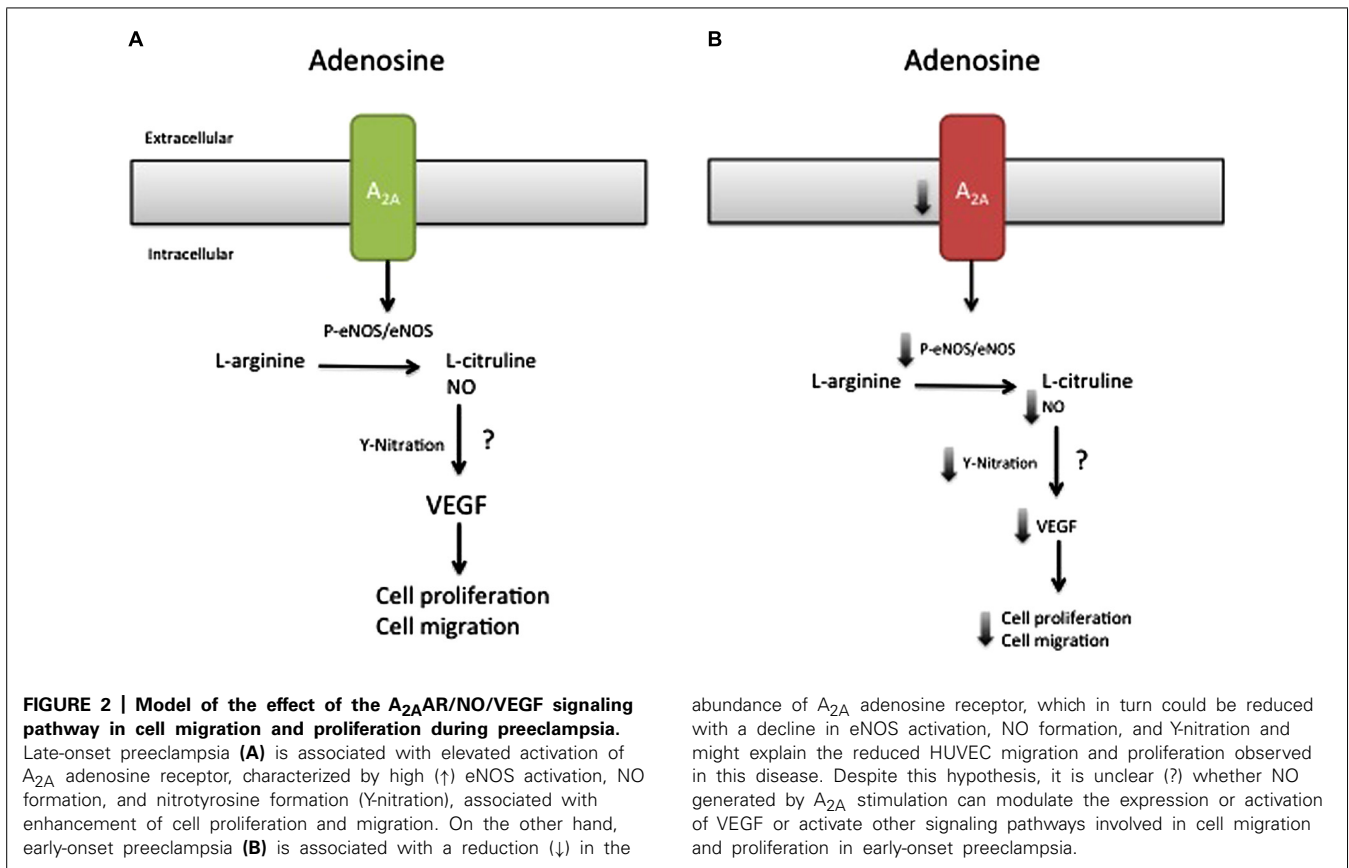 A
Adenosine
Extracellular
A2A
Intracellular
P-eNOS/eNOS
L-arginine
L-citruline
NO
Y-Nitration
?
VEGF
Cell proliferation
Cell migration
B
Adenosine
A2A
P-eNOS/eNOS
L-arginine
L-citruline
NO
Y-Nitration
?
VEGF
Cell proliferation
Cell migration
FIGURE 2 | Model of the effect of the A2AAR/NO/VEGF signaling
pathway in cell migration and proliferation during preeclampsia.
Late-onset preeclampsia (A) is associated with elevated activation of
A2A adenosine receptor, characterized by high (↑) eNOS activation, NO
formation, and nitrotyrosine formation (Y-nitration), associated with
enhancement of cell proliferation and migration. On the other hand,
early-onset preeclampsia (B) is associated with a reduction (↓) in the
abundance of A2A adenosine receptor, which in turn could be reduced
with a decline in eNOS activation, NO formation, and Y-nitration and
might explain the reduced HUVEC migration and proliferation observed
in this disease. Despite this hypothesis, it is unclear (?) whether NO
generated by A2A stimulation can modulate the expression or activation
of VEGF or activate other signaling pathways involved in cell migration
and proliferation in early-onset preeclampsia.